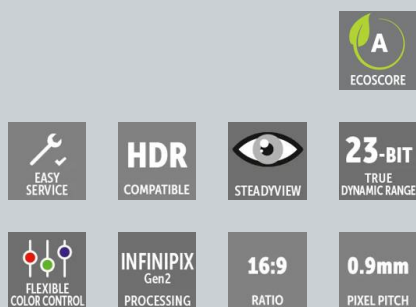 A
ECOSCORE
EASY
SERVICE
HDR
COMPATIBLE
STEADYVIEW
23-BIT
TRUE
DYNAMIC RANGE
FLEXIBLE
COLOR CONTROL
INFINIPIX
Gen2
PROCESSING
16:9
RATIO
0.9mm
PIXEL PITCH